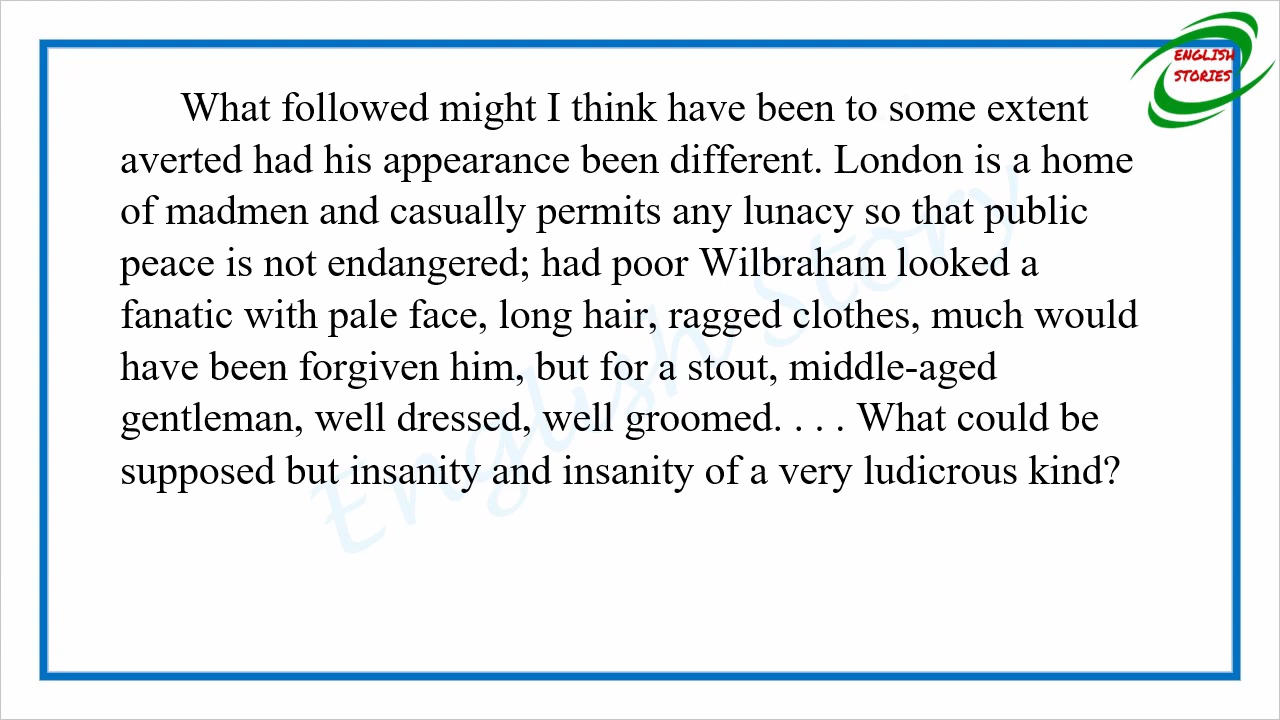 ENGLISH
STORIES
What followed might I think have been to some extent
averted had his appearance been different. London is a home
of madmen and casually permits any lunacy so that public
peace is not endangered; had poor Wilbraham looked a
fanatic with pale face, long hair, ragged clothes, much would
have been forgiven him, but for a stout, middle-aged
gentleman, well dressed, well groomed. . . . What could be
supposed but insanity and insanity of a very ludicrous kind?
English Story